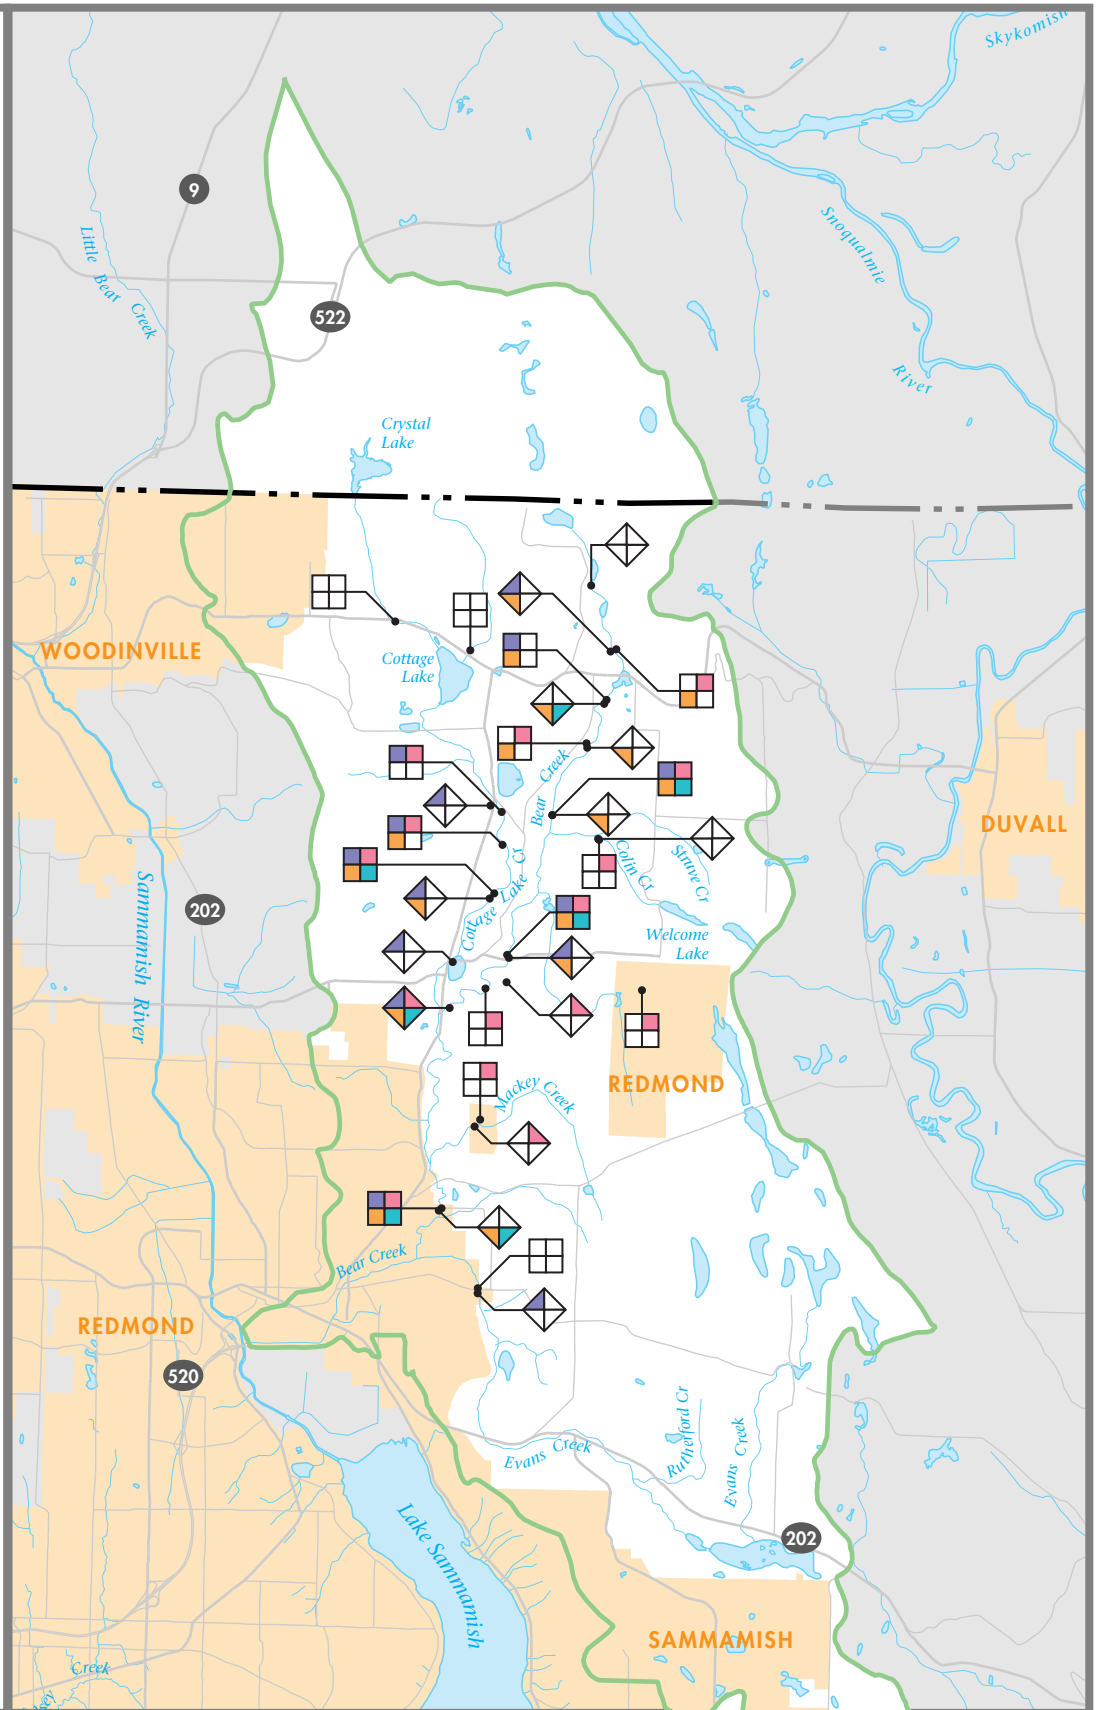 Skykomish
9
Snoqualmie
Little Bear Creek
522
River
Crystal
Lake
WOODINVILLE
Cottage
Lake
Bear Creek
DUVALL
Colin Cr
Struve Cr
Cottage Lake Cr
Sammamish River
202
Welcome
Lake
REDMOND
Mackey Creek
Bear Creek
REDMOND
520
Rutherford Cr
Evans Creek
Evans Creek
202
Lake Sammamish
SAMMAMISH
Creek